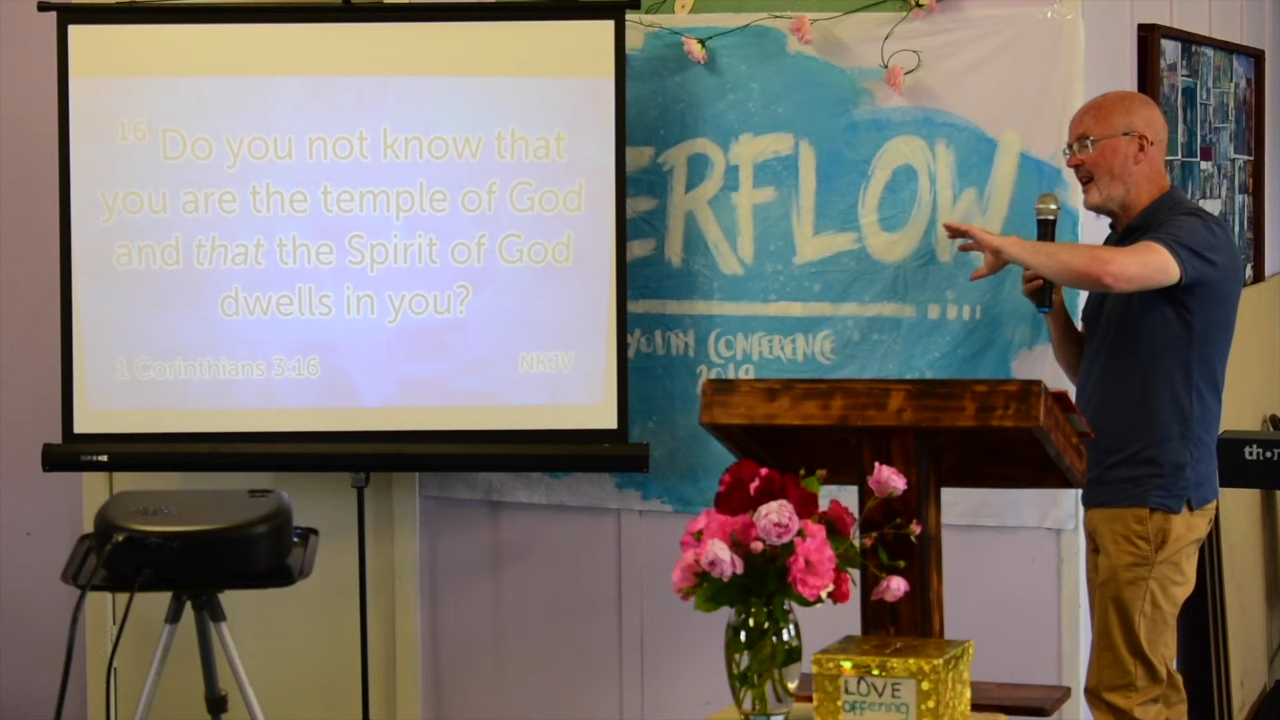 16 Do you not know that
you are the temple of God
and that the Spirit of God
dwells in you?
1 Corinthians 3:16 NKJV
ERFLOW
YOUTH CONFERENCE
2019
LOVE
offering